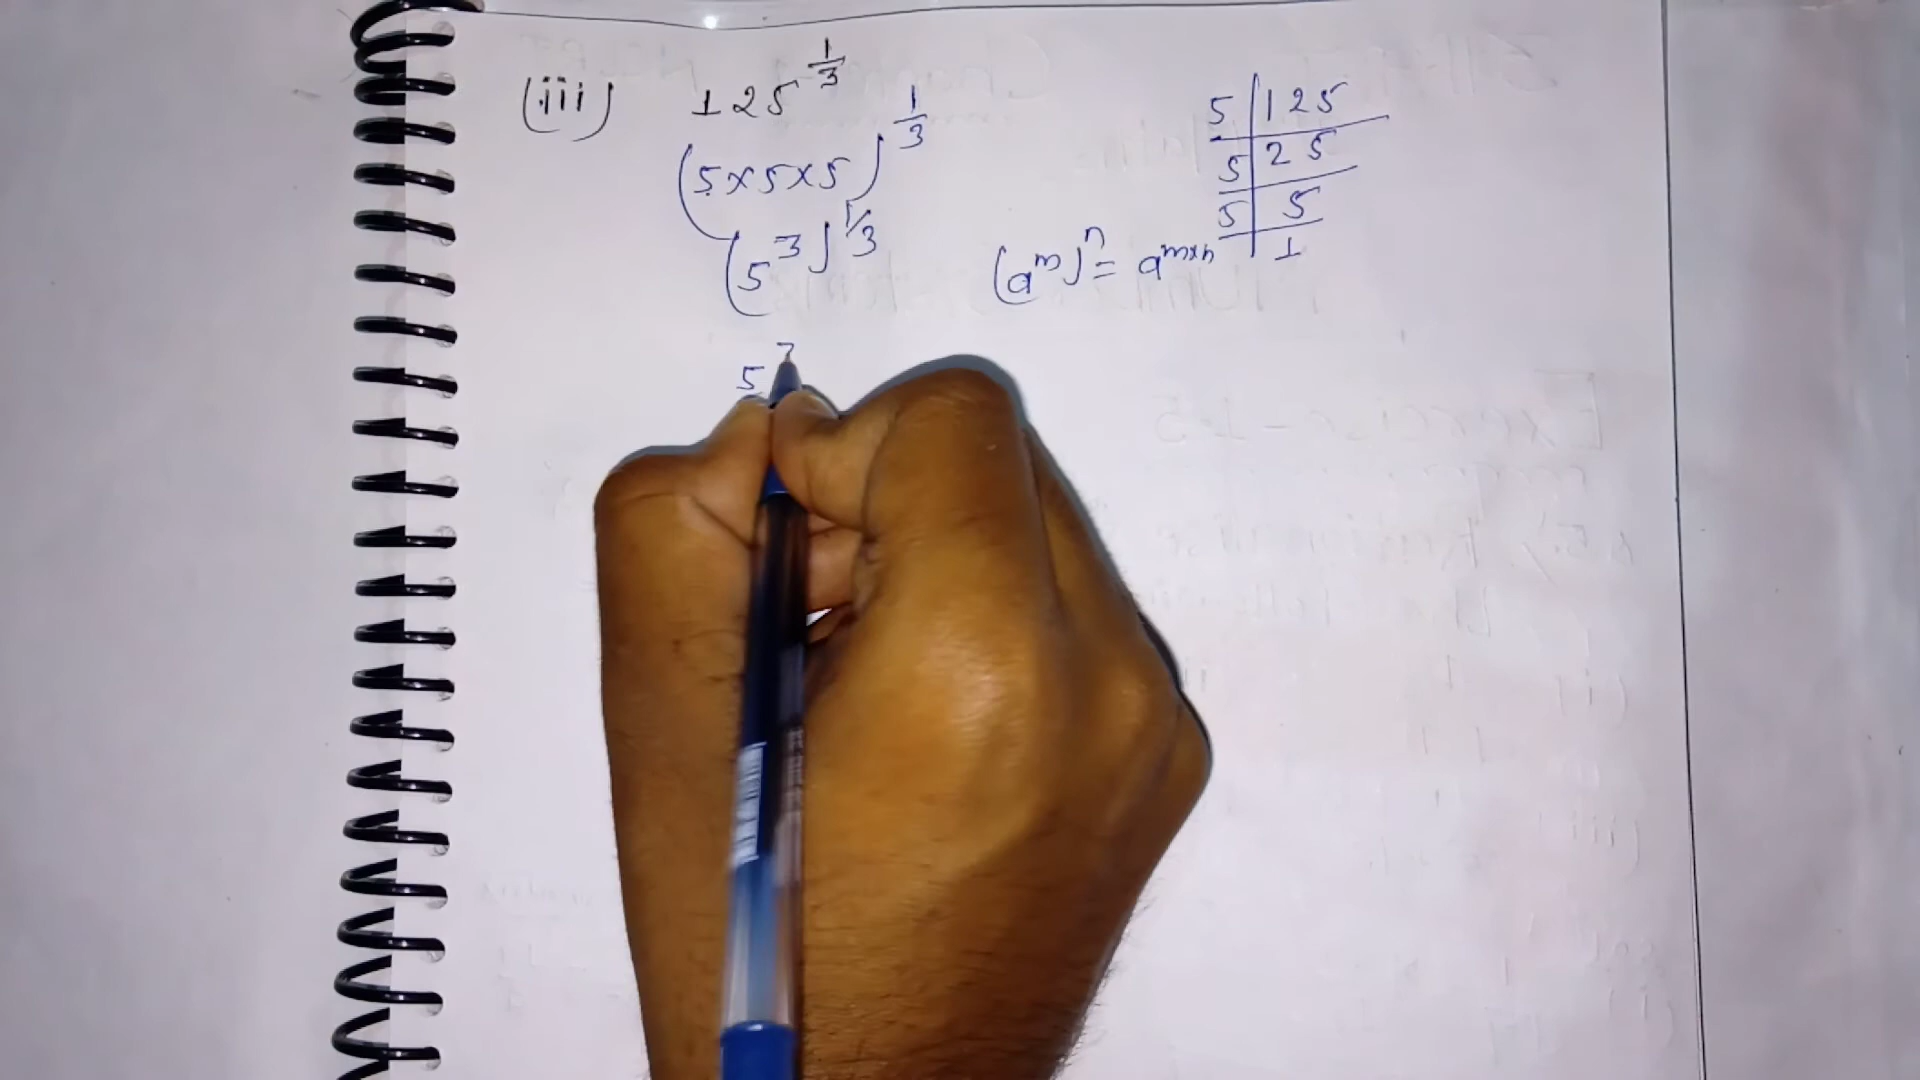 (iii) 125^(1/3)
(5×5×5)^(1/3)
(5^3)^(1/3)
(a^m)^n = a^(m×n)
5
5 | 125
5 | 25
5 | 5
1